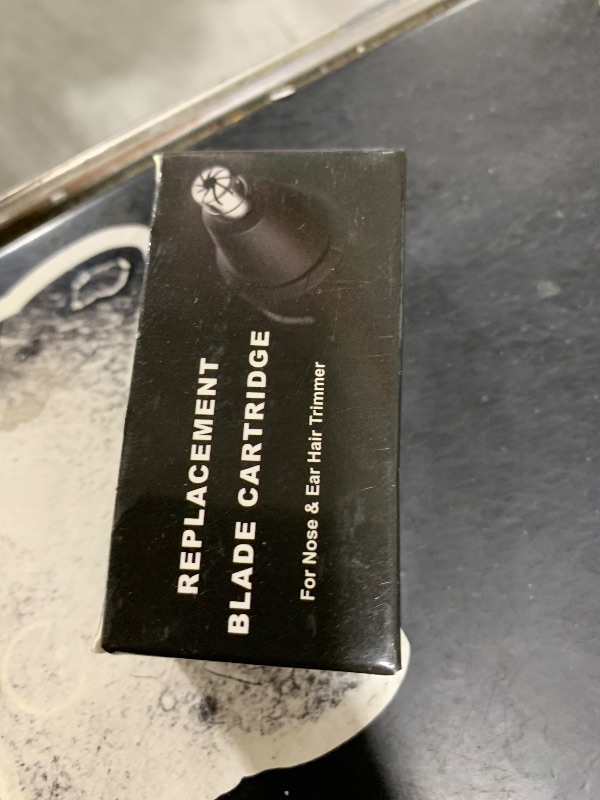 REPLACEMENT
BLADE CARTRIDGE
For Nose & Ear Hair Trimmer